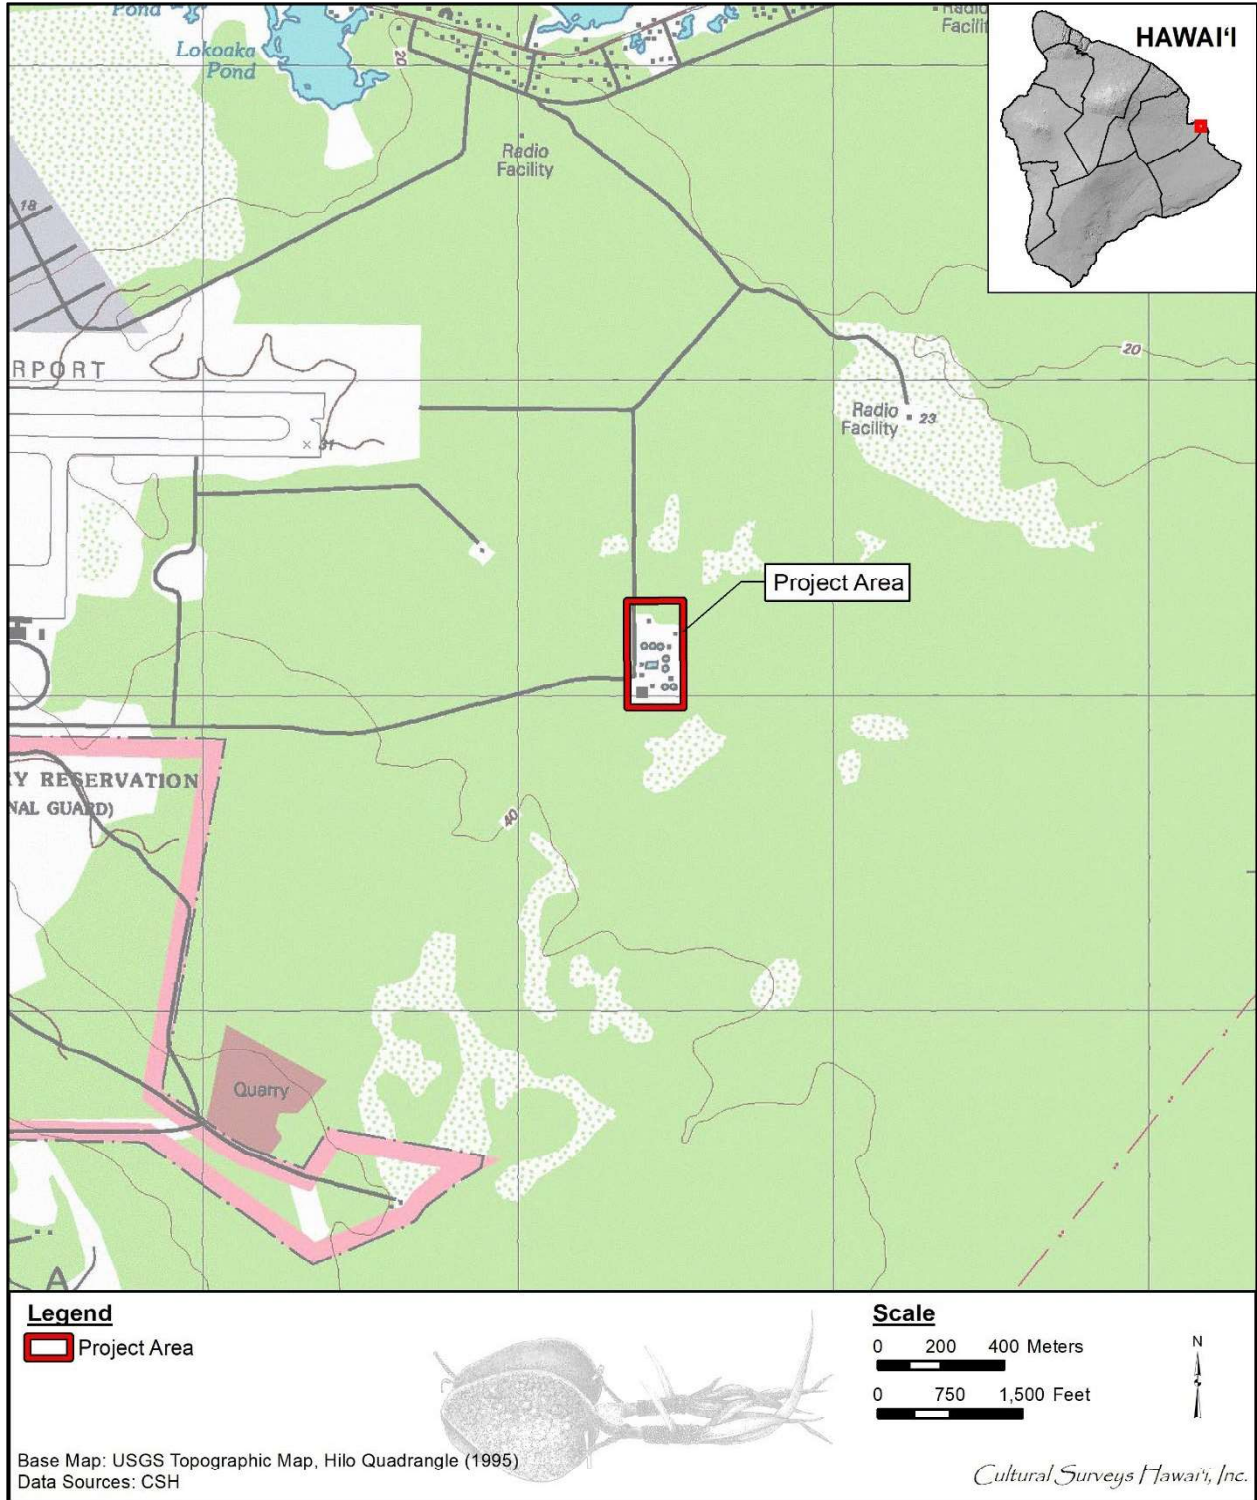 Pond
Lokoaka
Pond
20
Radio
Facilit
HAWAI‘I
Radio
Facility
18
RPORT
20
31
Radio
Facility
23
Project Area
RY RESERVATION
NAL GUARD)
40
Quarry
A
Legend
Project Area
Scale
0 200 400 Meters
0 750 1,500 Feet
N
Base Map: USGS Topographic Map, Hilo Quadrangle (1995)
Data Sources: CSH
Cultural Surveys Hawai‘i, Inc.